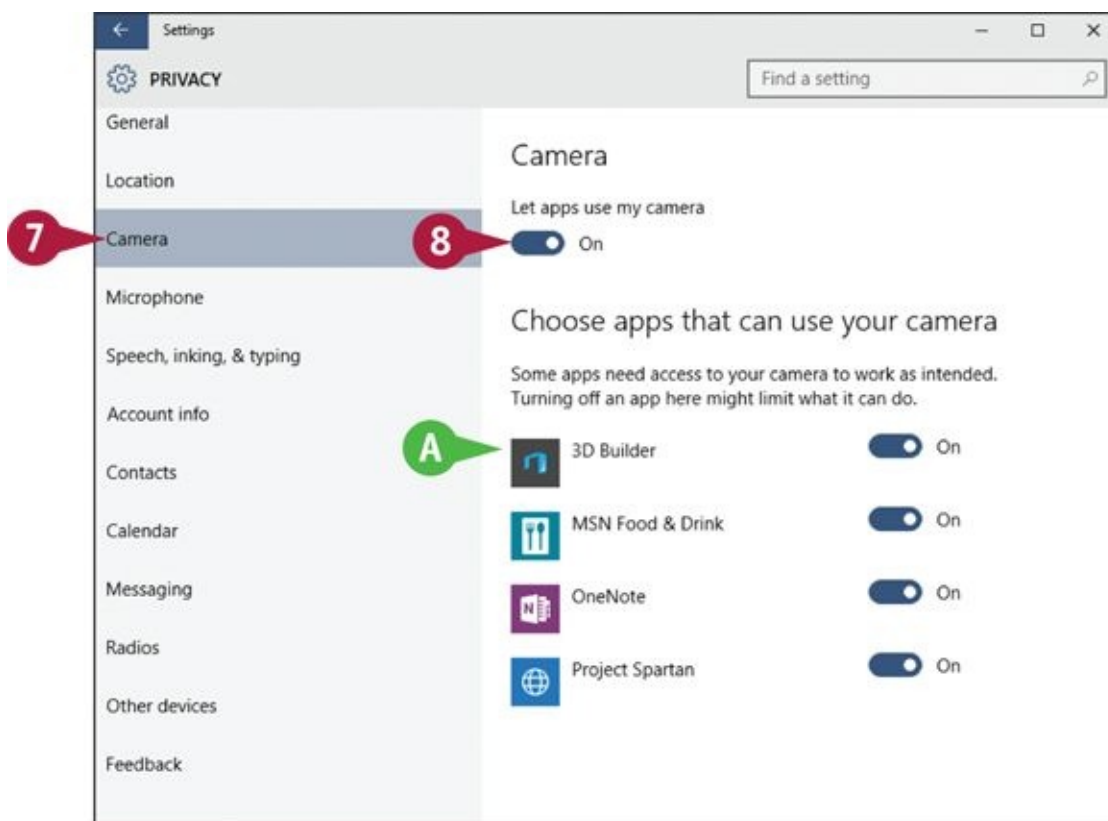 Settings
PRIVACY
Find a setting
General
Location
7
Camera
Microphone
Speech, inking, & typing
Account info
Contacts
Calendar
Messaging
Radios
Other devices
Feedback
Camera
Let apps use my camera
8
On
Choose apps that can use your camera
Some apps need access to your camera to work as intended.
Turning off an app here might limit what it can do.
A
3D Builder On
MSN Food & Drink On
N
OneNote On
Project Spartan On